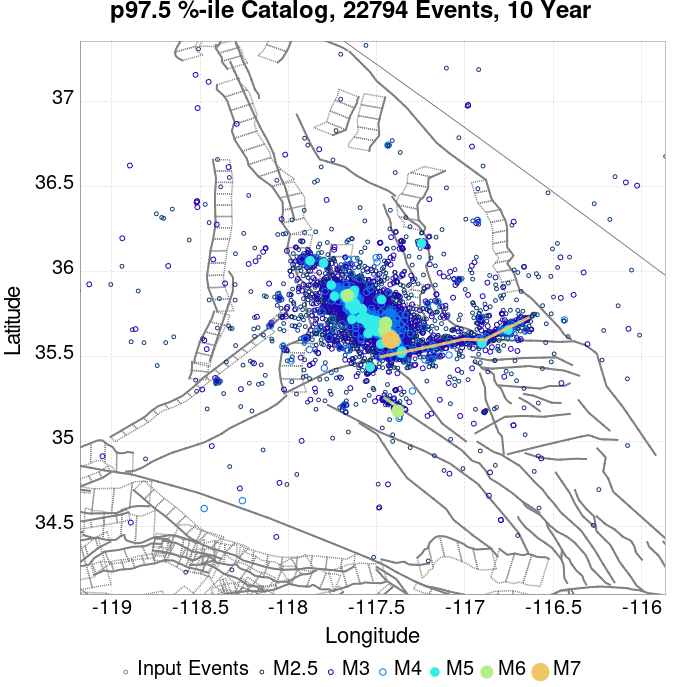 p97.5 %-ile Catalog, 22794 Events, 10 Year
37
36.5
36
35.5
35
34.5
Latitude
-119 -118.5 -118 -117.5 -117 -116.5 -116
Longitude
Input Events M2.5 M3 M4 M5 M6 M7